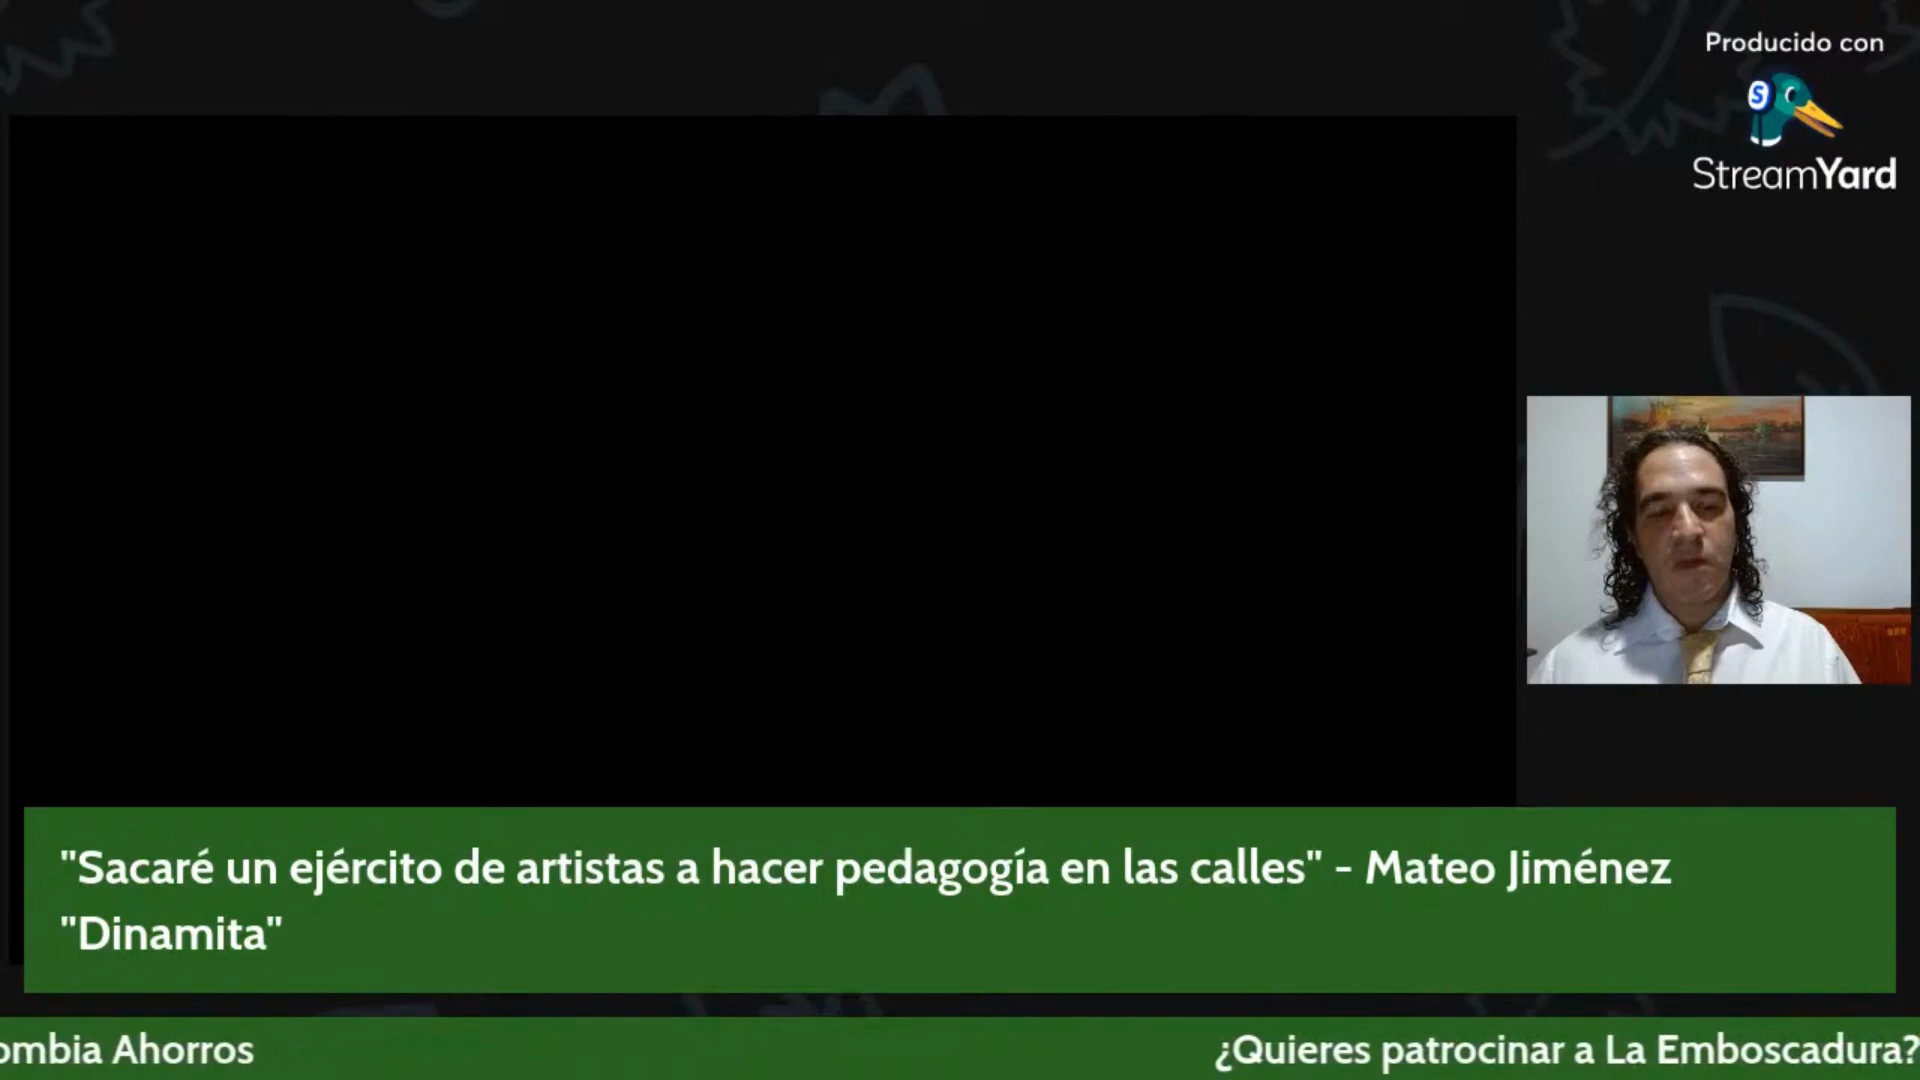 Producido con
StreamYard
"Sacaré un ejército de artistas a hacer pedagogía en las calles" - Mateo Jiménez
"Dinamita"
ombia Ahorros ¿Quieres patrocinar a La Emboscadura?